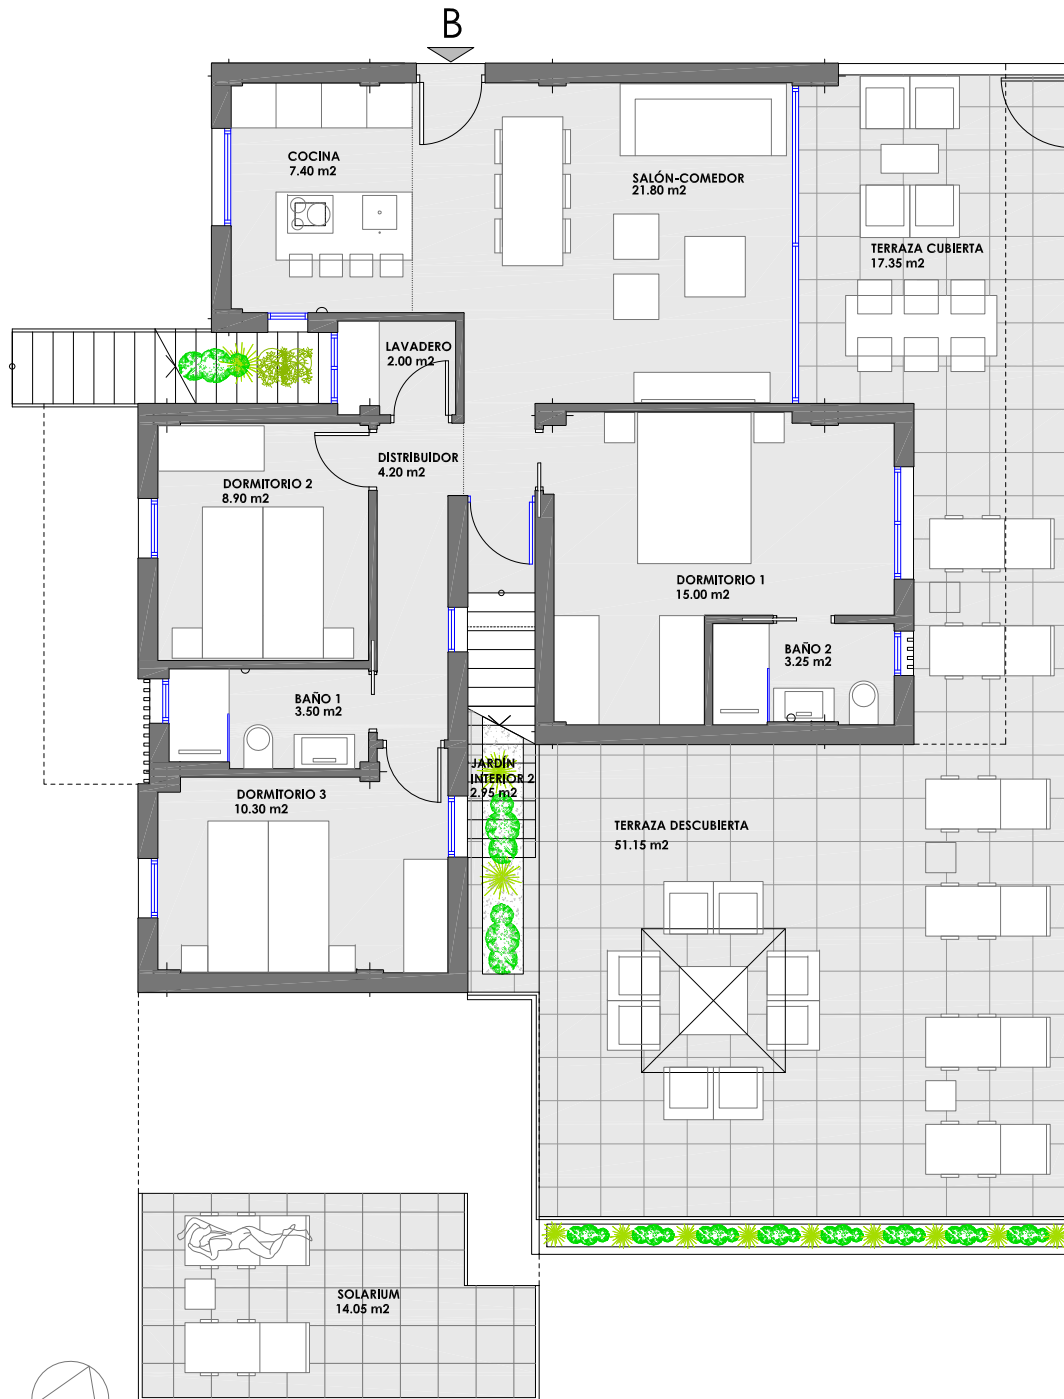 B
COCINA
7.40 m2
SALÓN-COMEDOR
21.80 m2
TERRAZA CUBIERTA
17.35 m2
LAVADERO
2.00 m2
DISTRIBUIDOR
4.20 m2
DORMITORIO 2
8.90 m2
DORMITORIO 1
15.00 m2
BAÑO 2
3.25 m2
BAÑO 1
3.50 m2
JARDÍN
INTERIOR 2
2.95 m2
DORMITORIO 3
10.30 m2
TERRAZA DESCUBIERTA
51.15 m2
SOLARIUM
14.05 m2